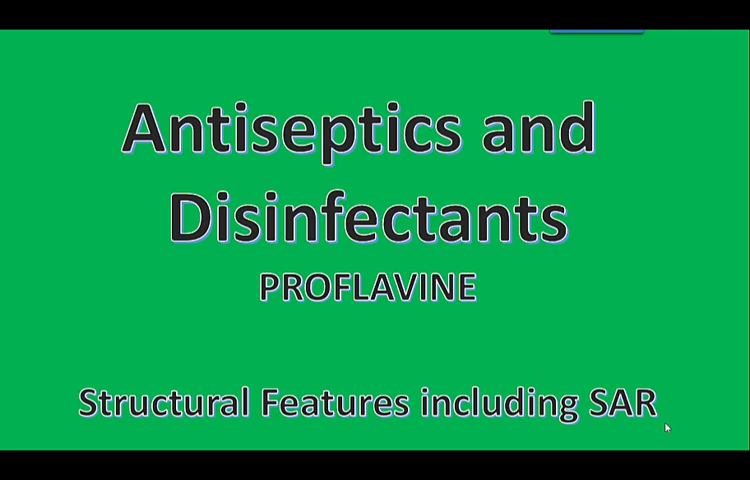 Antiseptics and
Disinfectants
PROFLAVINE
Structural Features including SAR